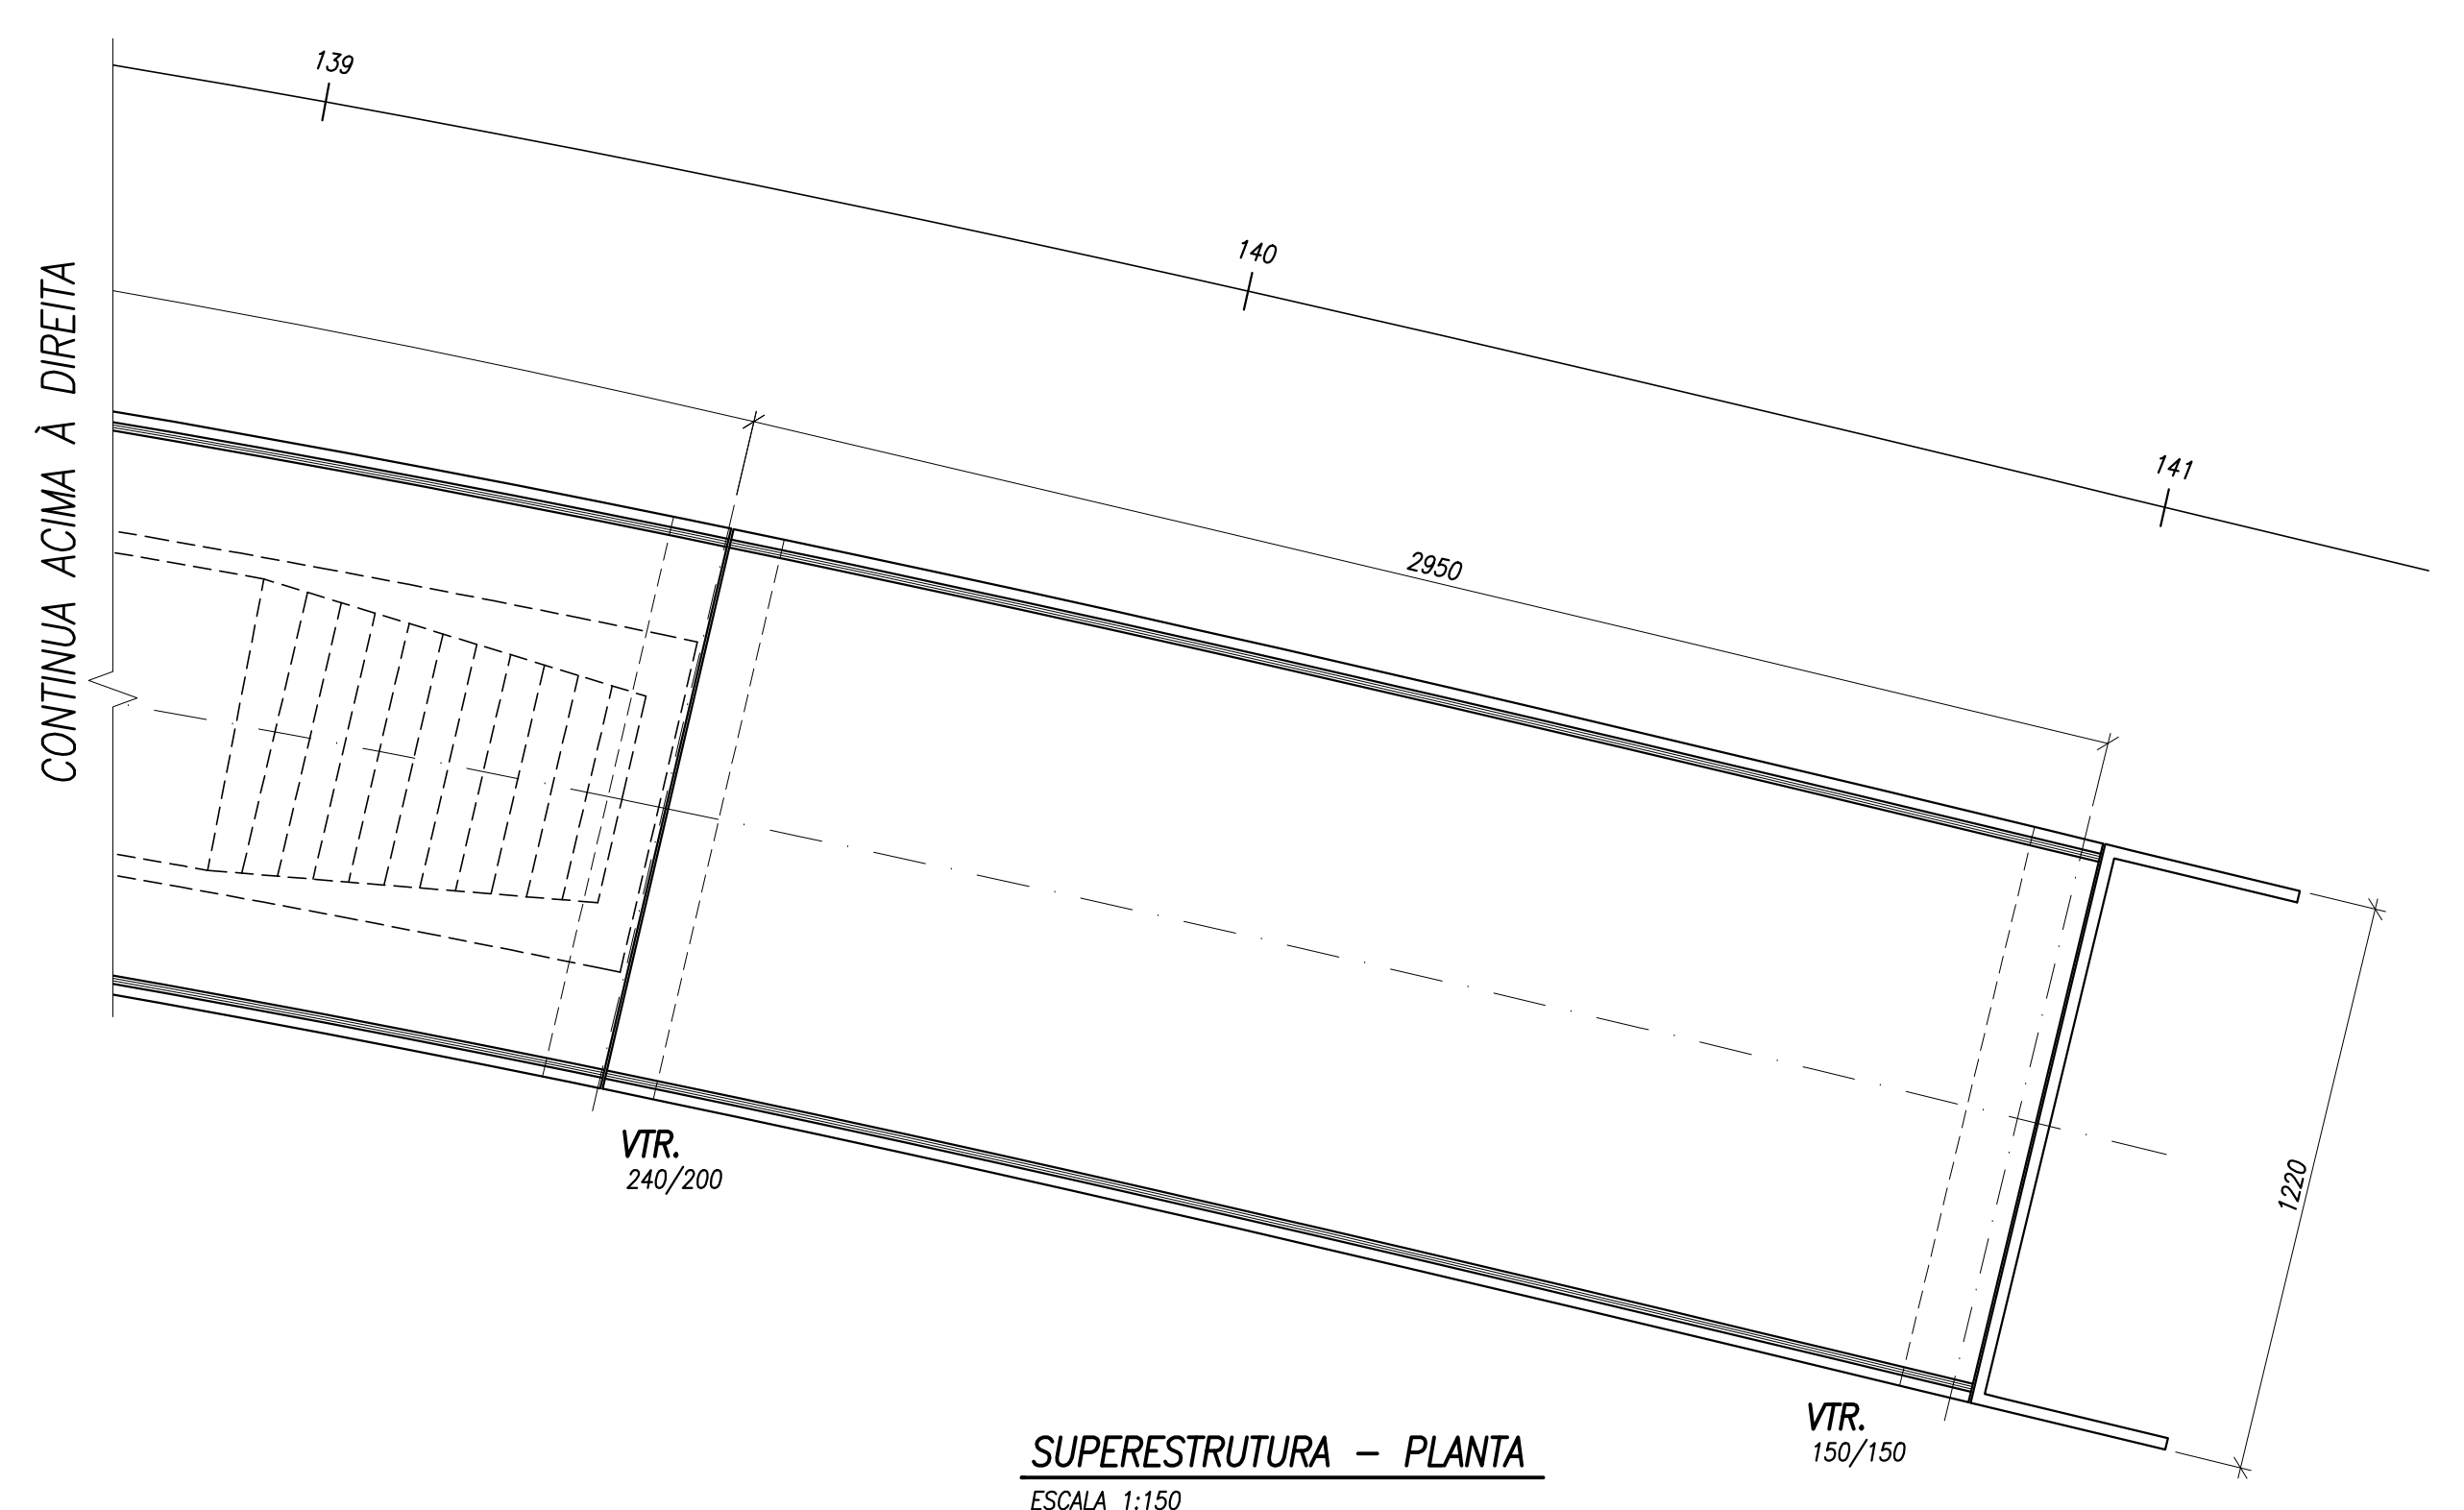 139
140
141
CONTINUA ACIMA À DIREITA
2950
1220
VTR.
240/200
VTR.
150/150
SUPERESTRUTURA - PLANTA
ESCALA 1:150